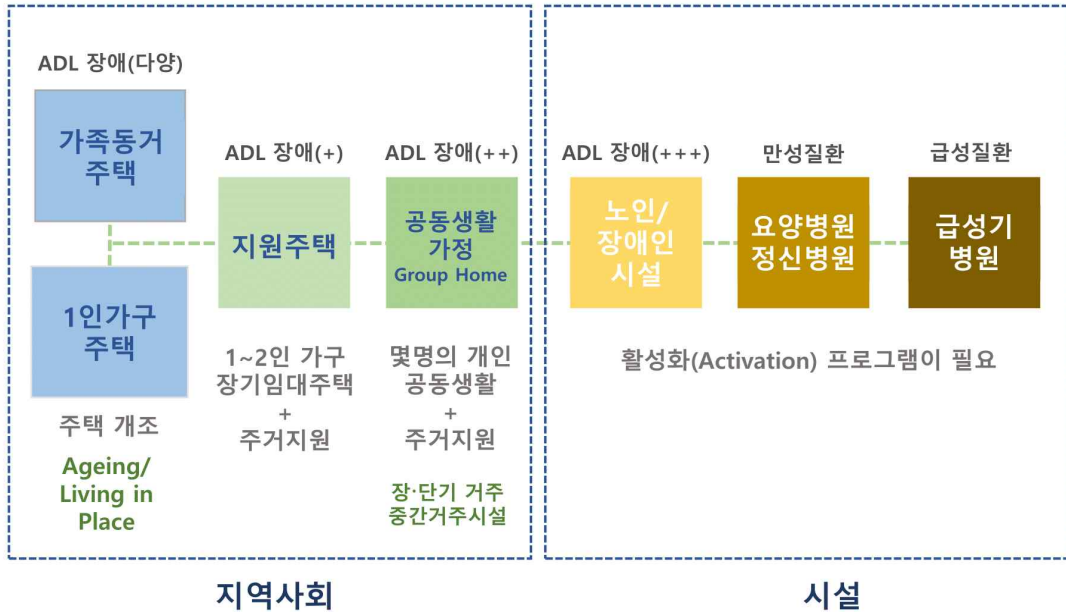 ADL 장애(다양)
가족동거
주택
1인가구
주택
주택 개조
Ageing/
Living in
Place
ADL 장애(+)
지원주택
1~2인 가구
장기임대주택
+
주거지원
ADL 장애(++)
공동생활
가정
Group Home
몇명의 개인
공동생활
+
주거지원
장·단기 거주
중간거주시설
지역사회
ADL 장애(+++)
노인/
장애인
시설
만성질환
요양병원
정신병원
급성질환
급성기
병원
활성화(Activation) 프로그램이 필요
시설